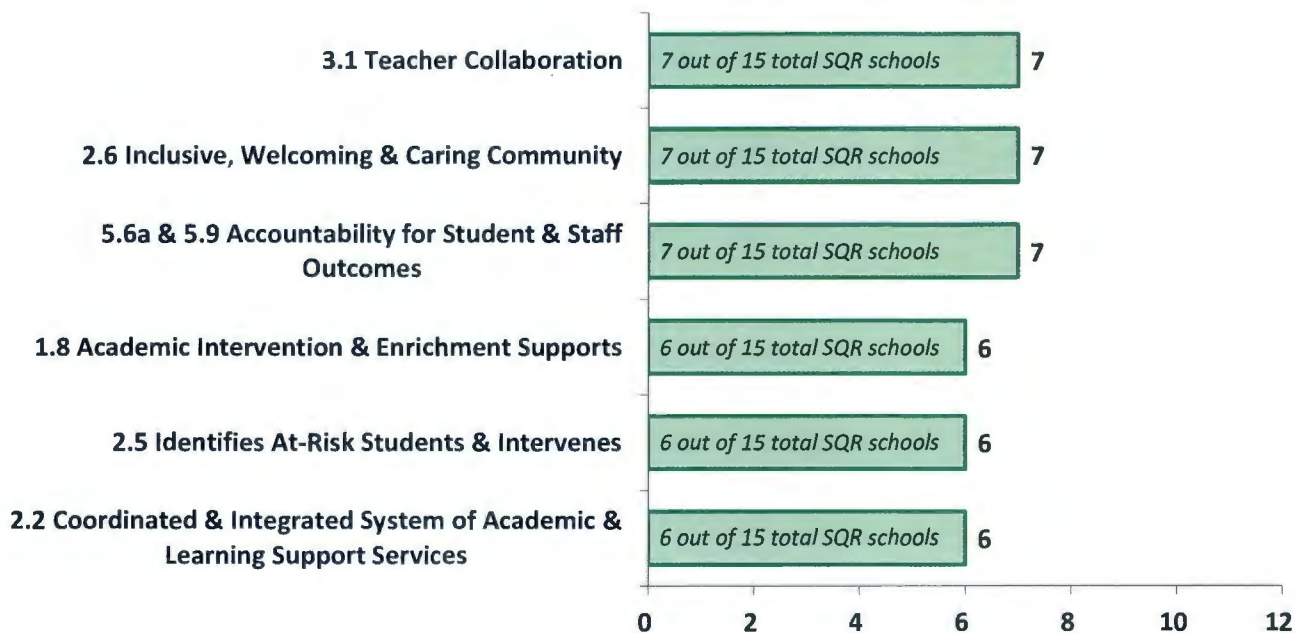 3.1 Teacher Collaboration
7 out of 15 total SQR schools
7
2.6 Inclusive, Welcoming & Caring Community
7 out of 15 total SQR schools
7
5.6a & 5.9 Accountability for Student & Staff
Outcomes
7 out of 15 total SQR schools
7
1.8 Academic Intervention & Enrichment Supports
6 out of 15 total SQR schools
6
2.5 Identifies At-Risk Students & Intervenes
6 out of 15 total SQR schools
6
2.2 Coordinated & Integrated System of Academic &
Learning Support Services
6 out of 15 total SQR schools
6
0 2 4 6 8 10 12